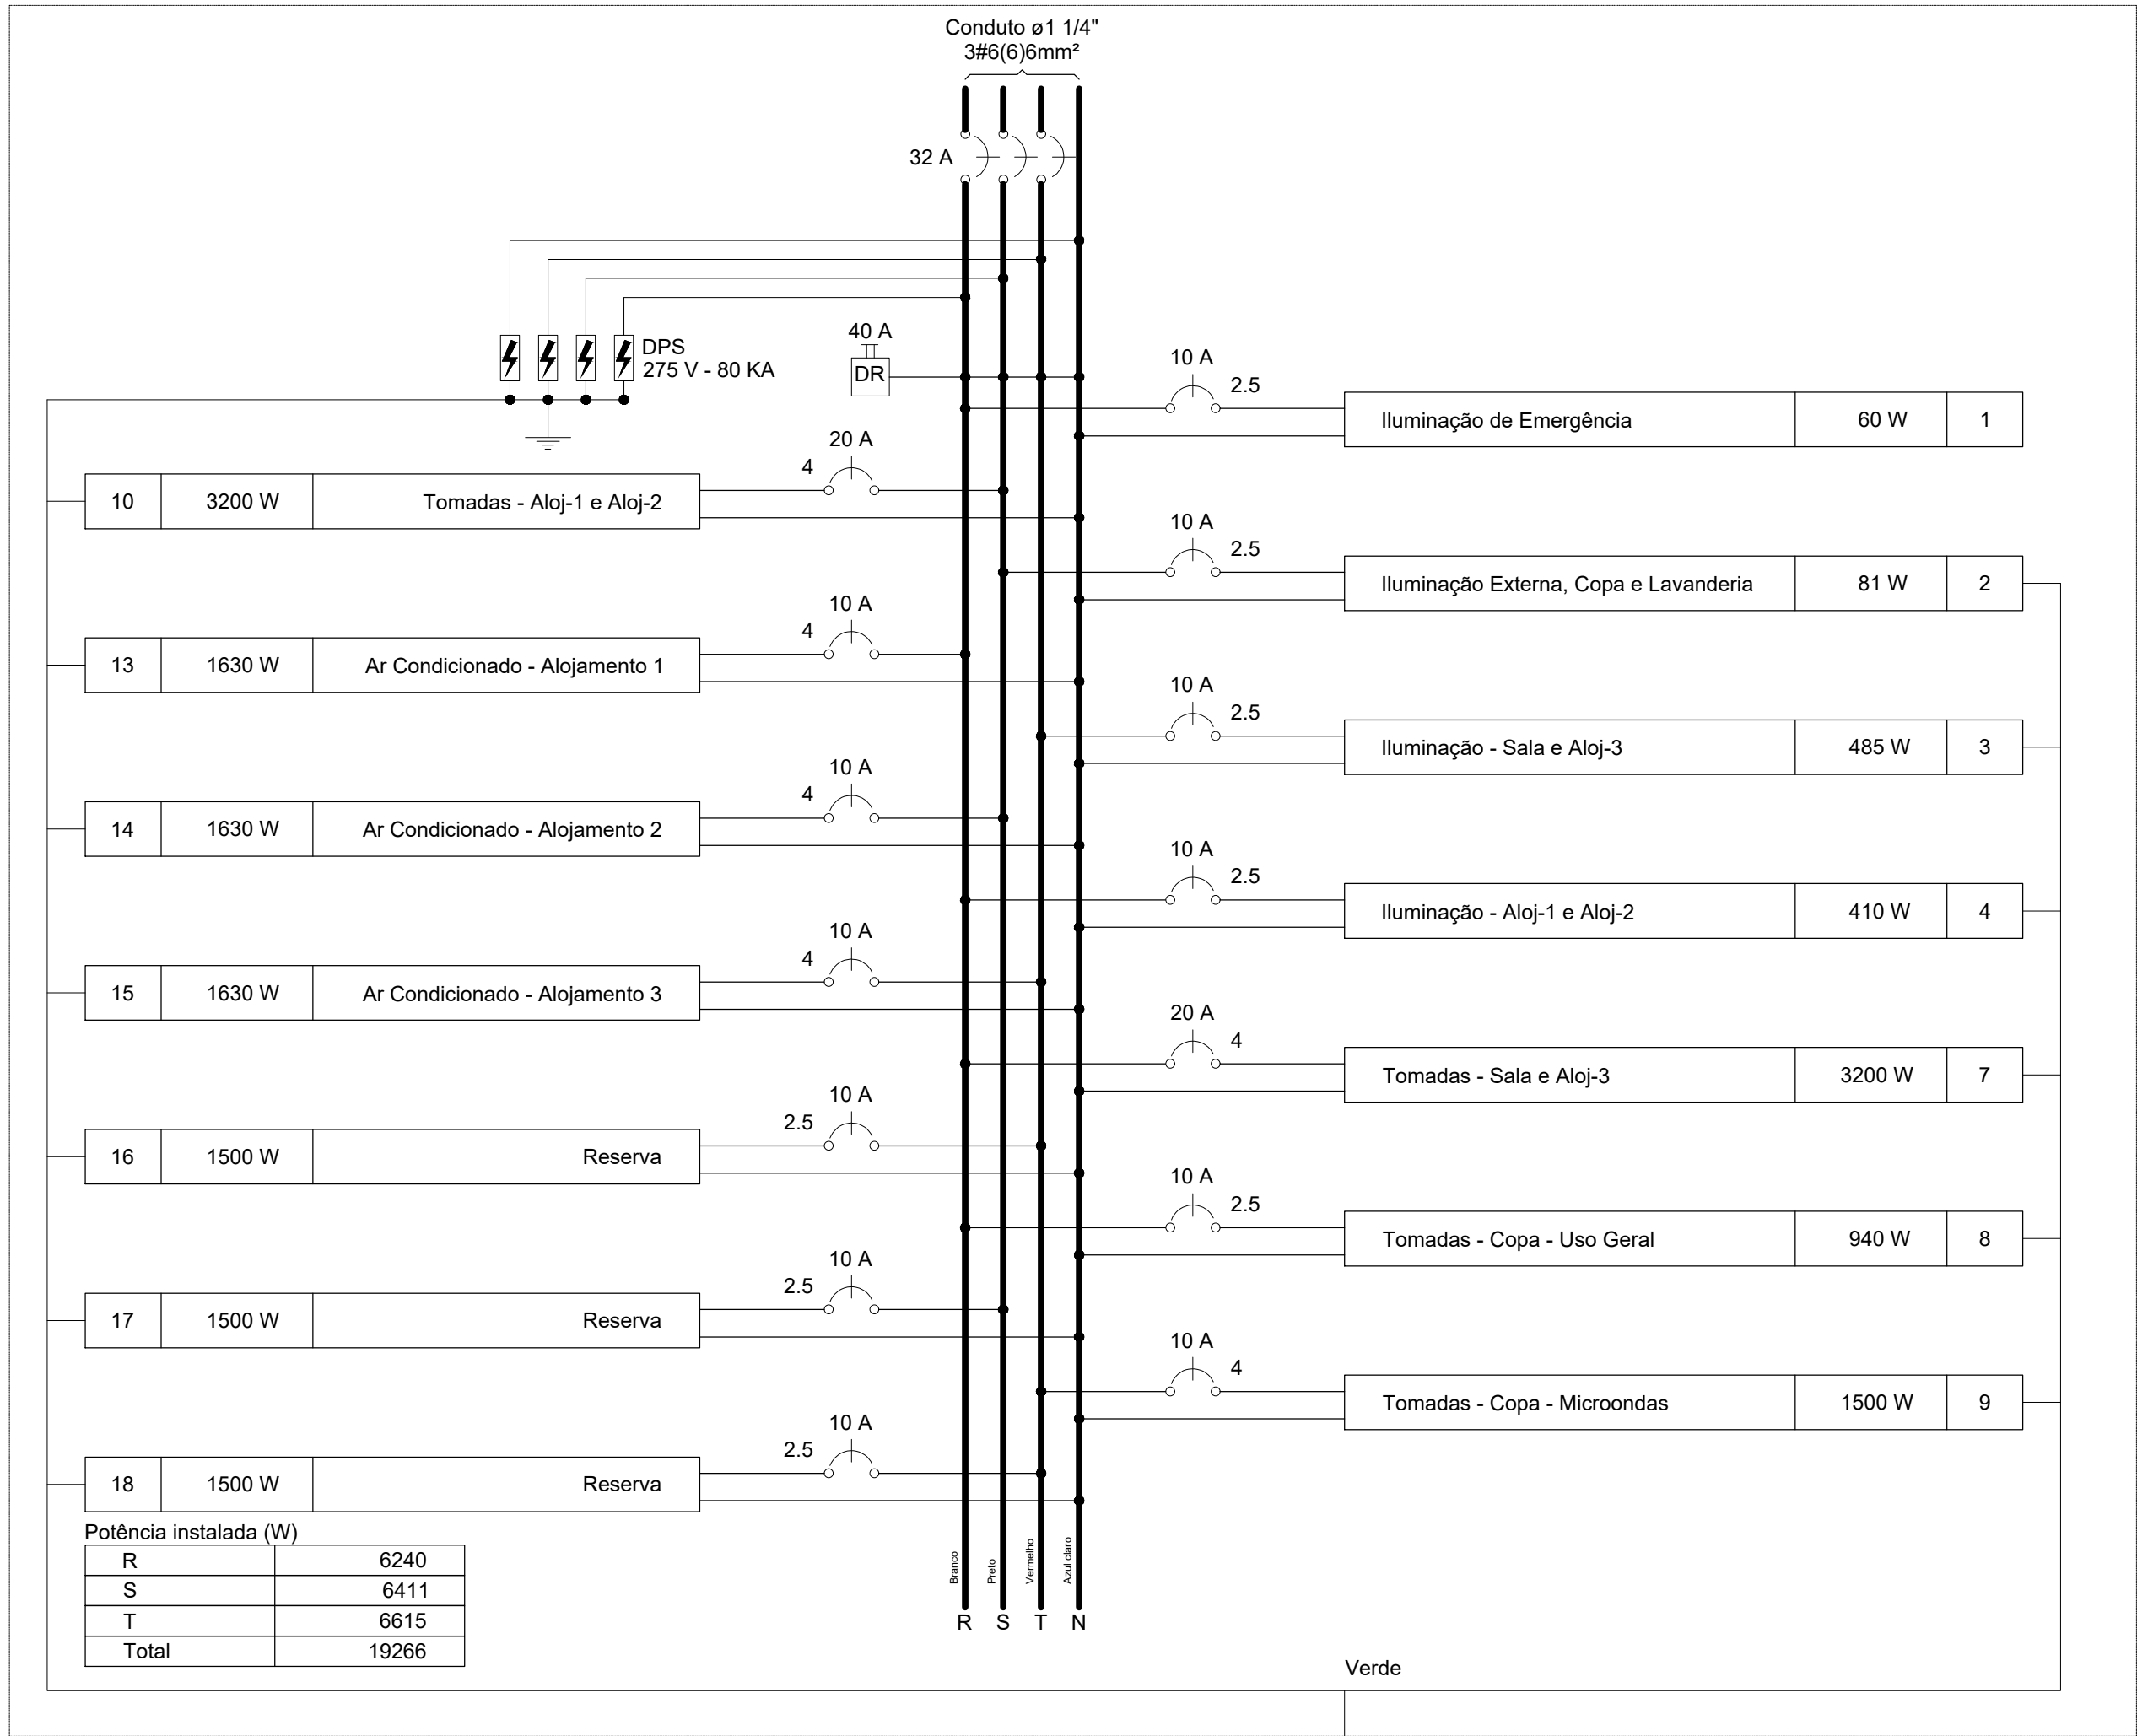 Conduto ø1 1/4"
3#6(6)6mm²
32 A
DPS
275 V - 80 KA
40 A
DR
10 A
2.5
Iluminação de Emergência 60 W 1
20 A
4
10 3200 W Tomadas - Aloj-1 e Aloj-2
10 A
2.5
Iluminação Externa, Copa e Lavanderia 81 W 2
10 A
4
13 1630 W Ar Condicionado - Alojamento 1
10 A
2.5
Iluminação - Sala e Aloj-3 485 W 3
10 A
4
14 1630 W Ar Condicionado - Alojamento 2
10 A
2.5
Iluminação - Aloj-1 e Aloj-2 410 W 4
10 A
4
15 1630 W Ar Condicionado - Alojamento 3
20 A
4
Tomadas - Sala e Aloj-3 3200 W 7
10 A
2.5
16 1500 W Reserva
10 A
2.5
Tomadas - Copa - Uso Geral 940 W 8
10 A
2.5
17 1500 W Reserva
10 A
4
Tomadas - Copa - Microondas 1500 W 9
10 A
2.5
18 1500 W Reserva
Potência instalada (W)
R 6240
S 6411
T 6615
Total 19266
Branco
Preto
Vermelho
Azul claro
R S T N
Verde